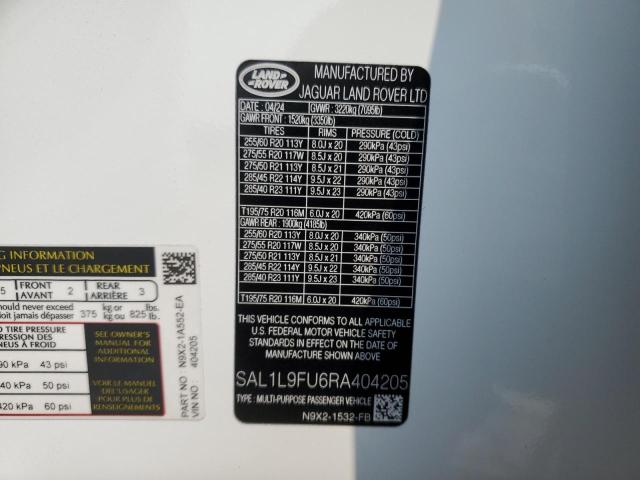 LAND ROVER
MANUFACTURED BY
JAGUAR LAND ROVER LTD
DATE : 04/24 GVWR : 3220kg (7095lb)
GAWR FRONT : 1520kg (3350lb)
TIRES RIMS PRESSURE (COLD)
255/60 R20 113Y 8.0J x 20 290kPa (43psi)
275/55 R20 117W 8.5J x 20 290kPa (43psi)
275/50 R21 113Y 8.5J x 21 290kPa (43psi)
285/45 R22 114Y 9.5J x 22 290kPa (43psi)
285/40 R23 111Y 9.5J x 23 290kPa (43psi)
T195/75 R20 116M 6.0J x 20 420kPa (60psi)
GAWR REAR : 1900kg (4185lb)
255/60 R20 113Y 8.0J x 20 340kPa (50psi)
275/55 R20 117W 8.5J x 20 340kPa (50psi)
275/50 R21 113Y 8.5J x 21 340kPa (50psi)
285/45 R22 114Y 9.5J x 22 340kPa (50psi)
285/40 R23 111Y 9.5J x 23 340kPa (50psi)
T195/75 R20 116M 6.0J x 20 420kPa (60psi)
THIS VEHICLE CONFORMS TO ALL APPLICABLE
U.S. FEDERAL MOTOR VEHICLE SAFETY
STANDARDS IN EFFECT ON THE DATE OF
MANUFACTURE SHOWN ABOVE.
SAL1L9FU6RA404205
TYPE : MULTI-PURPOSE PASSENGER VEHICLE
N9X2-1532-FB
G INFORMATION
PNEUS ET LE CHARGEMENT
5 FRONT AVANT 2 REAR ARRIÈRE 3
hould never exceed 375 kg or 825 lbs.
oit jamais dépasser kg ou lb.
D TIRE PRESSURE
RESSION DES
NEUS À FROID
90 kPa 43 psi
40 kPa 50 psi
420 kPa 60 psi
SEE OWNER'S
MANUAL FOR
ADDITIONAL
INFORMATION
VOIR LE MANUEL
DE L'USAGER
POUR PLUS DE
RENSEIGNEMENTS
PART NO N9X2-1A552-EA
VIN NO 404205